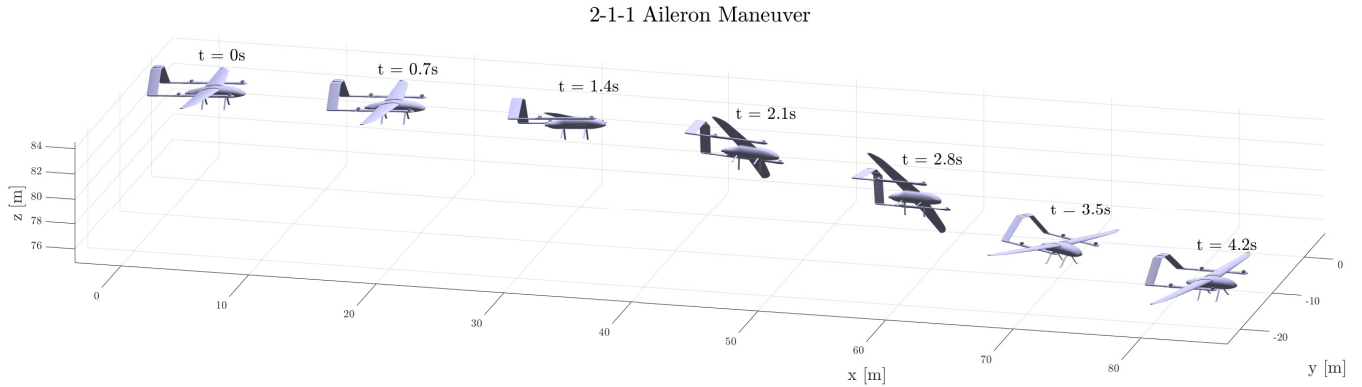 2-1-1 Aileron Maneuver
t = 0s
t = 0.7s
t = 1.4s
t = 2.1s
t = 2.8s
t = 3.5s
t = 4.2s
84
82
80
78
76
z [m]
0
10
20
30
40
50
60
70
80
x [m]
0
-10
-20
y [m]